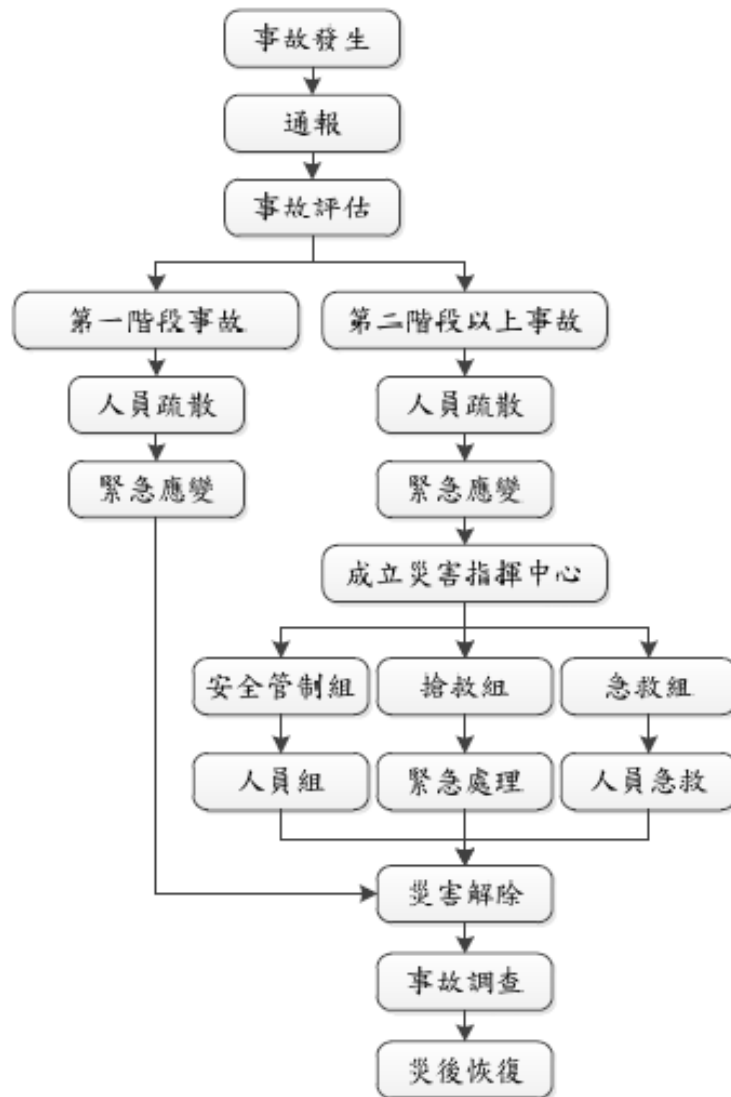 事故發生
通報
事故評估
第一階段事故
第二階段以上事故
人員疏散
人員疏散
緊急應變
緊急應變
成立災害指揮中心
安全管制組
搶救組
急救組
人員組
緊急處理
人員急救
災害解除
事故調查
災後恢復